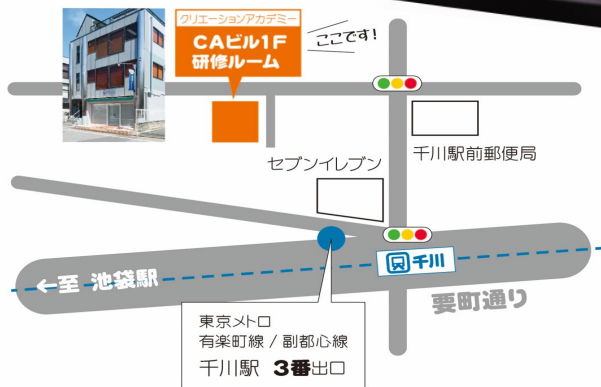 クリエーションアカデミー
CAビル1F
研修ルーム
ここです!
千川駅前郵便局
セブンイレブン
千川
←至 池袋駅
要町通り
東京メトロ
有楽町線 / 副都心線
千川駅 3番出口